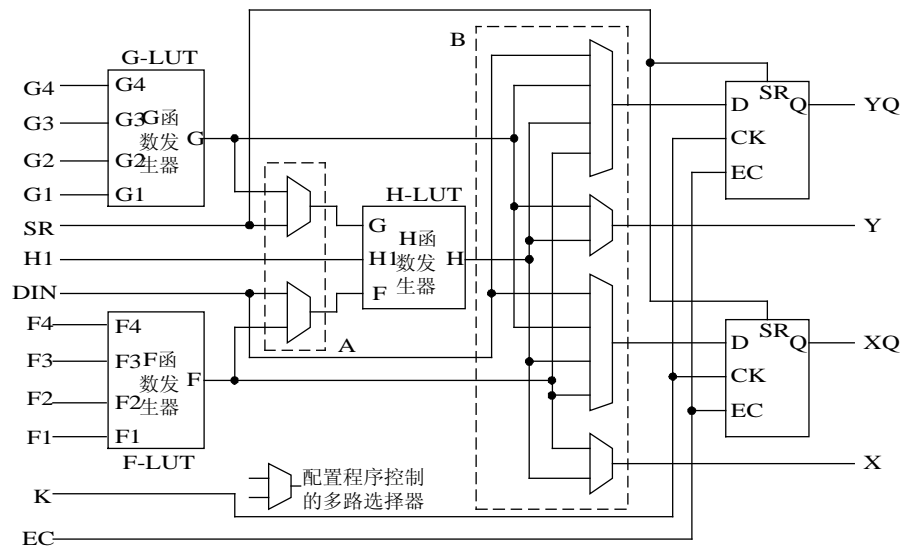 B
G-LUT
G4
G3
G2
G1
SR
H1
DIN
F4
F3
F2
F1
K
EC
G4
G3
G2
G1
G函
数发
生器
G
H-LUT
G
H1
F
H函
数发
生器
H
A
F4
F3
F2
F1
F函
数发
生器
F
F-LUT
配置程序控制
的多路选择器
SR
D
Q
CK
EC
YQ
Y
SR
D
Q
CK
EC
XQ
X